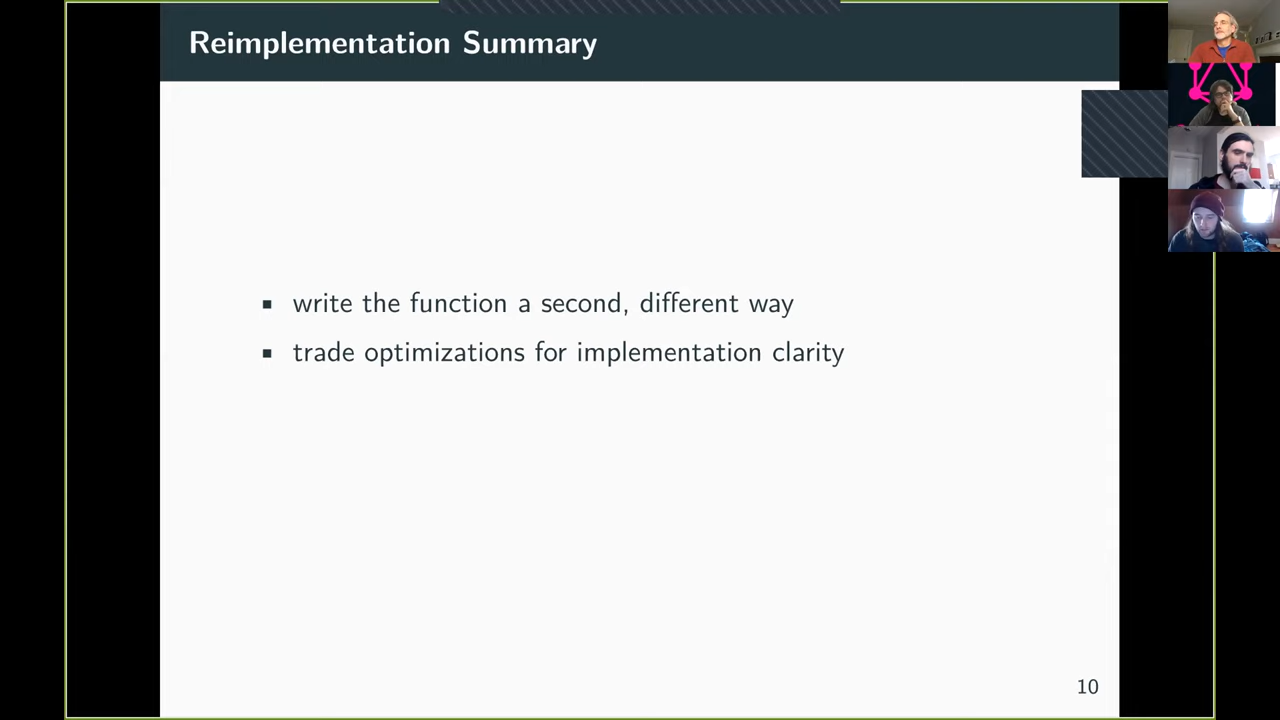 Reimplementation Summary
▪ write the function a second, different way
▪ trade optimizations for implementation clarity
10